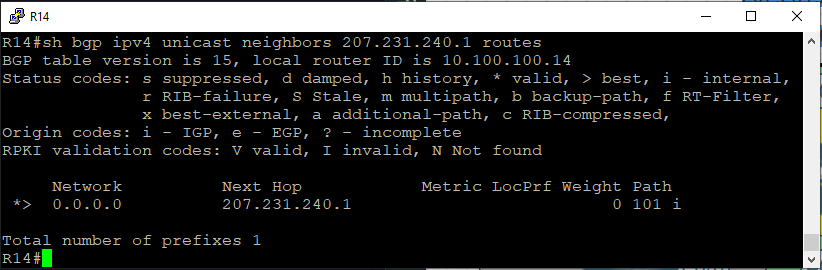 R14
R14#sh bgp ipv4 unicast neighbors 207.231.240.1 routes
BGP table version is 15, local router ID is 10.100.100.14
Status codes: s suppressed, d damped, h history, * valid, > best, i - internal,
              r RIB-failure, S Stale, m multipath, b backup-path, f RT-Filter,
              x best-external, a additional-path, c RIB-compressed,
Origin codes: i - IGP, e - EGP, ? - incomplete
RPKI validation codes: V valid, I invalid, N Not found

     Network          Next Hop            Metric LocPrf Weight Path
 *>  0.0.0.0          207.231.240.1                          0 101 i

Total number of prefixes 1
R14#